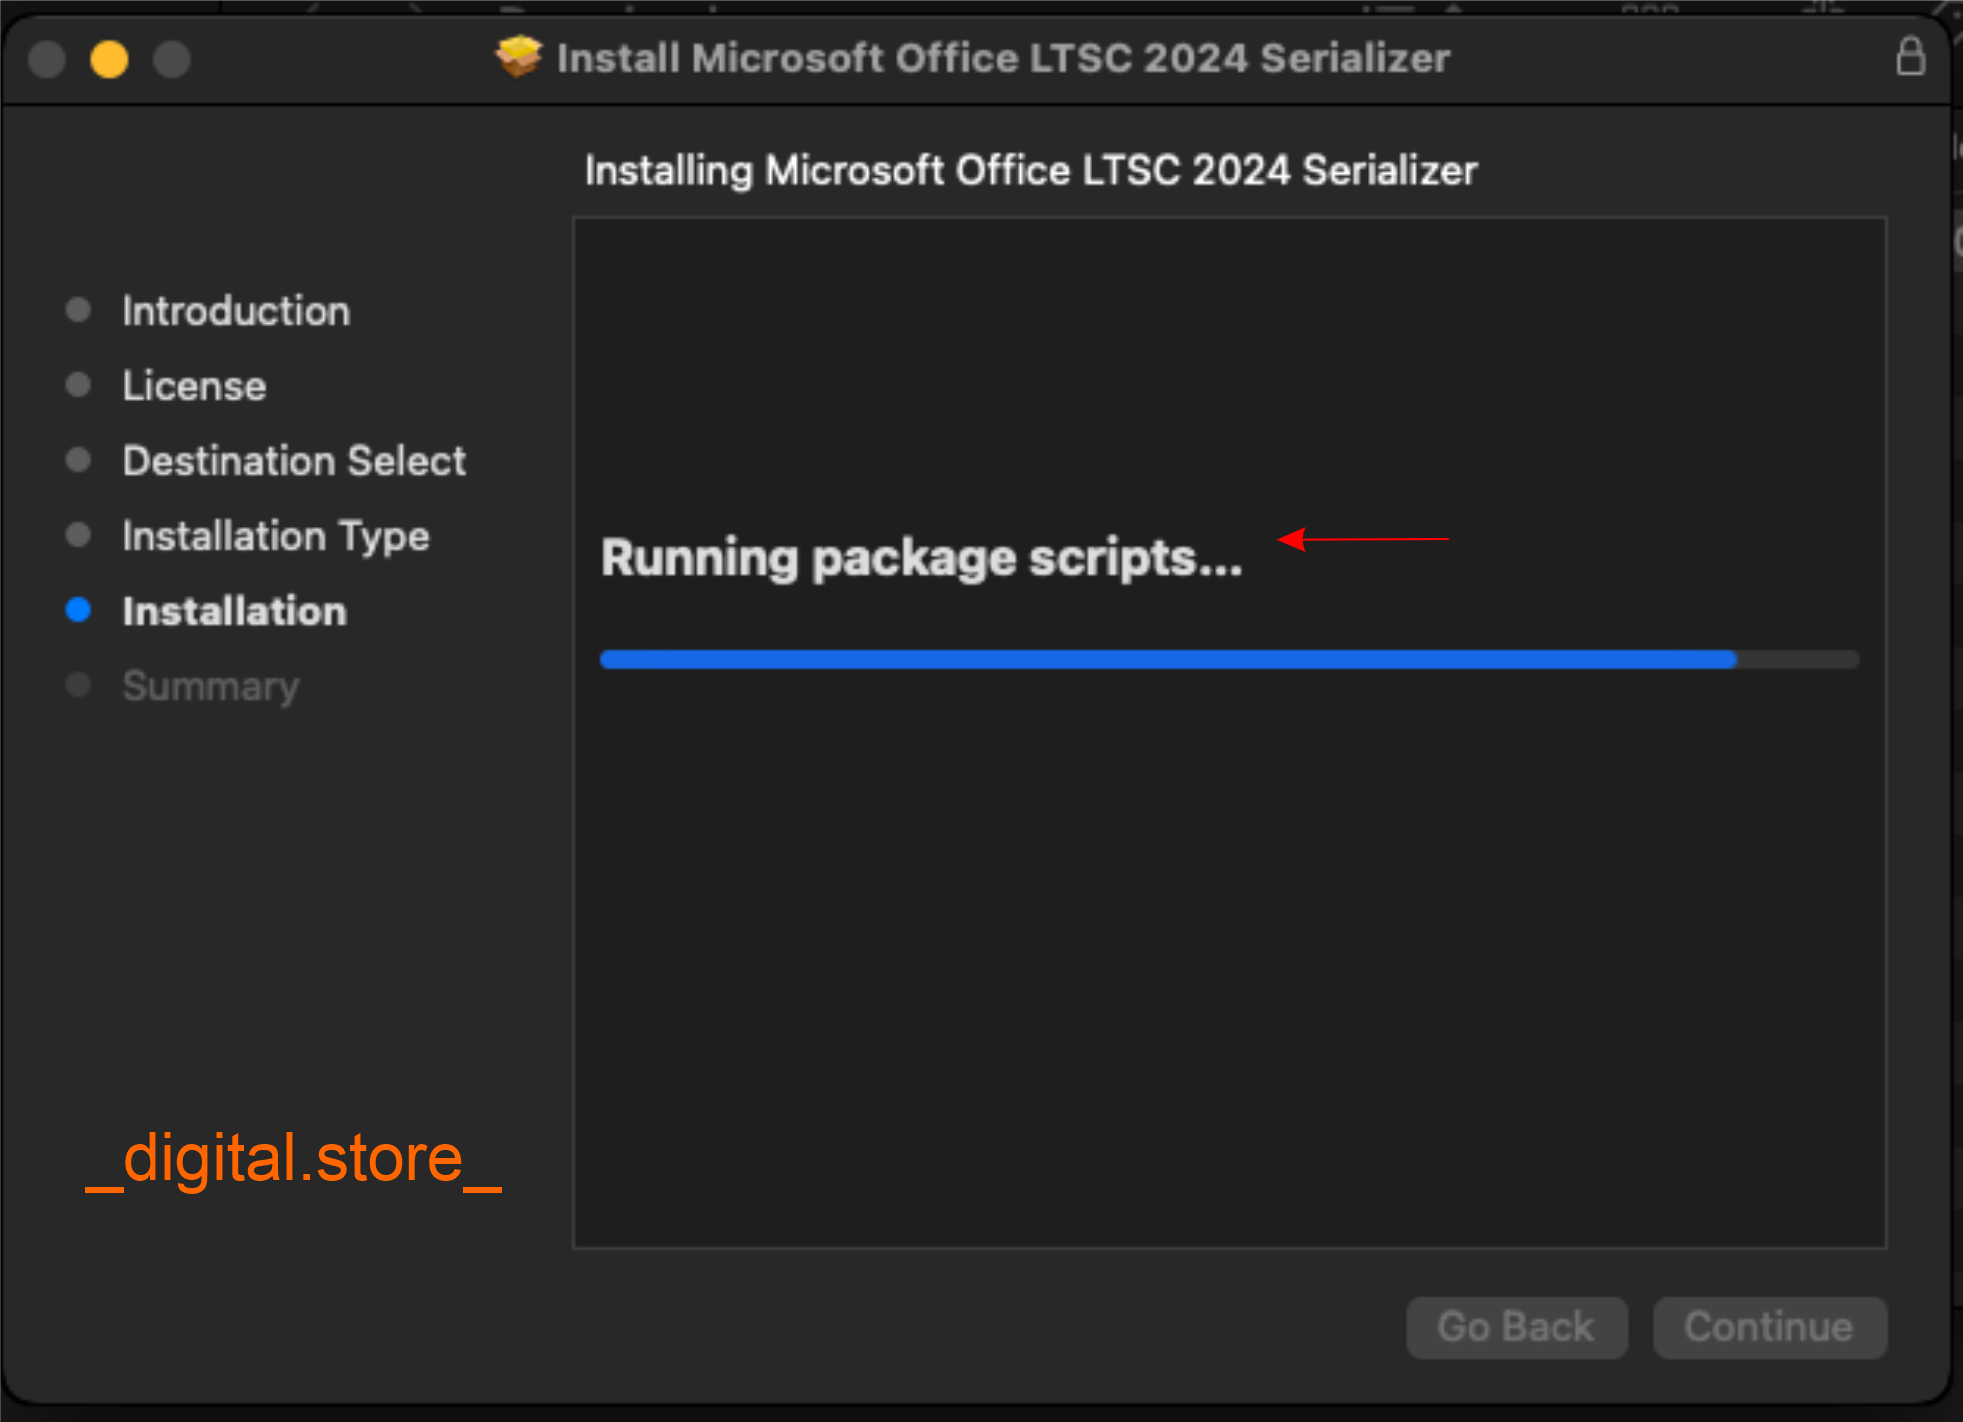 Install Microsoft Office LTSC 2024 Serializer
Installing Microsoft Office LTSC 2024 Serializer
Introduction
License
Destination Select
Installation Type
Installation
Summary
Running package scripts...
_digital.store_
Go Back
Continue